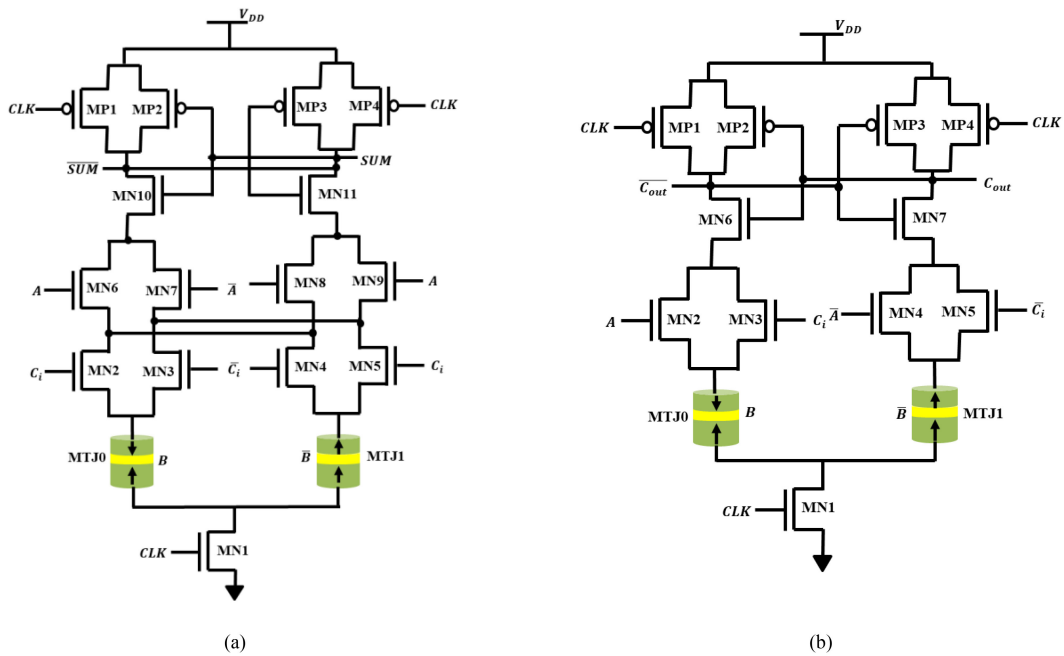 V_DD
CLK MP1 MP2 MP3 MP4 CLK
S̅U̅M̅ SUM
MN10 MN11
A MN6 MN7 A̅ MN8 MN9 A
C_i MN2 MN3 C̅_i MN4 MN5 C_i
MTJ0 B B̅ MTJ1
CLK MN1
(a)
V_DD
CLK MP1 MP2 MP3 MP4 CLK
C̅_o̅u̅t̅ C_out
MN6 MN7
A MN2 MN3 C_i A̅ MN4 MN5 C̅_i
MTJ0 B B̅ MTJ1
CLK MN1
(b)